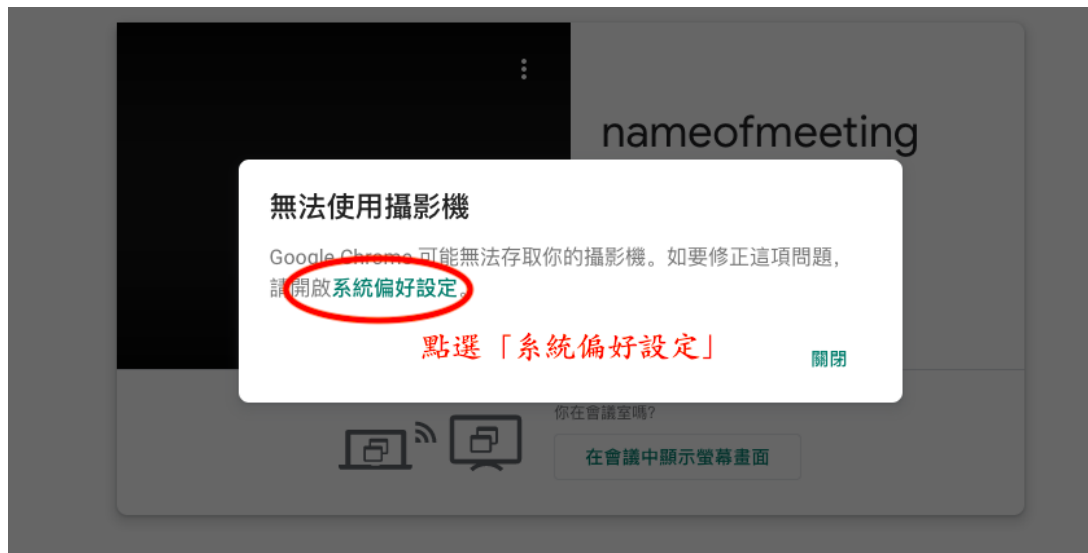 nameofmeeting
無法使用攝影機
Google Chrome 可能無法存取你的攝影機。如要修正這項問題，
請開啟系統偏好設定。
點選「系統偏好設定」
關閉
你在會議室嗎?
在會議中顯示螢幕畫面